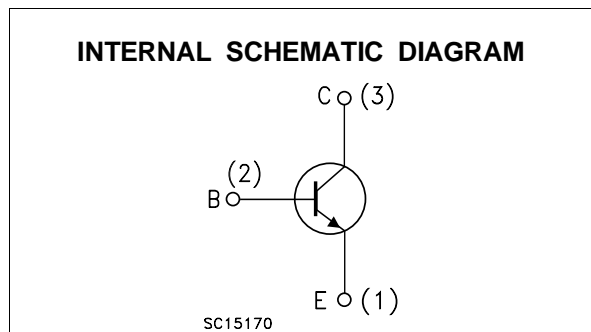 INTERNAL SCHEMATIC DIAGRAM
C (3)
(2)
B
E (1)
SC15170